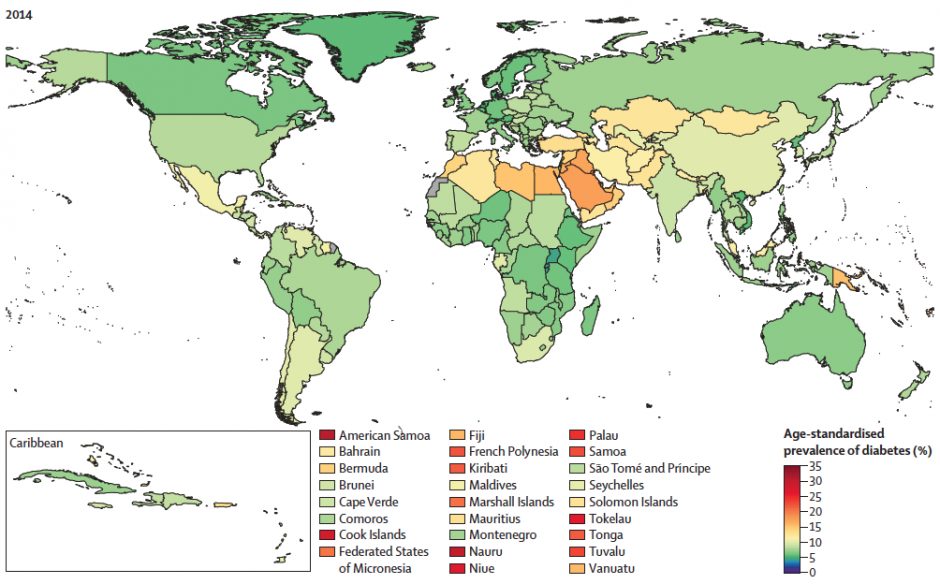 2014
Caribbean
American Samoa
Bahrain
Bermuda
Brunei
Cape Verde
Comoros
Cook Islands
Federated States
of Micronesia
Fiji
French Polynesia
Kiribati
Maldives
Marshall Islands
Mauritius
Montenegro
Nauru
Niue
Palau
Samoa
São Tomé and Príncipe
Seychelles
Solomon Islands
Tokelau
Tonga
Tuvalu
Vanuatu
Age-standardised
prevalence of diabetes (%)
35
30
25
20
15
10
5
0